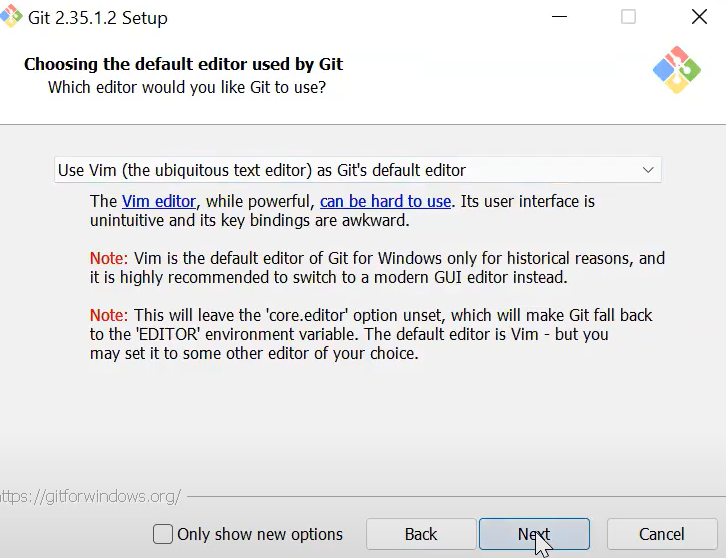 Git 2.35.1.2 Setup
Choosing the default editor used by Git
Which editor would you like Git to use?
Use Vim (the ubiquitous text editor) as Git's default editor
The Vim editor, while powerful, can be hard to use. Its user interface is
unintuitive and its key bindings are awkward.
Note: Vim is the default editor of Git for Windows only for historical reasons, and
it is highly recommended to switch to a modern GUI editor instead.
Note: This will leave the 'core.editor' option unset, which will make Git fall back
to the 'EDITOR' environment variable. The default editor is Vim - but you
may set it to some other editor of your choice.
ttps://gitforwindows.org/
Only show new options
Back
Next
Cancel